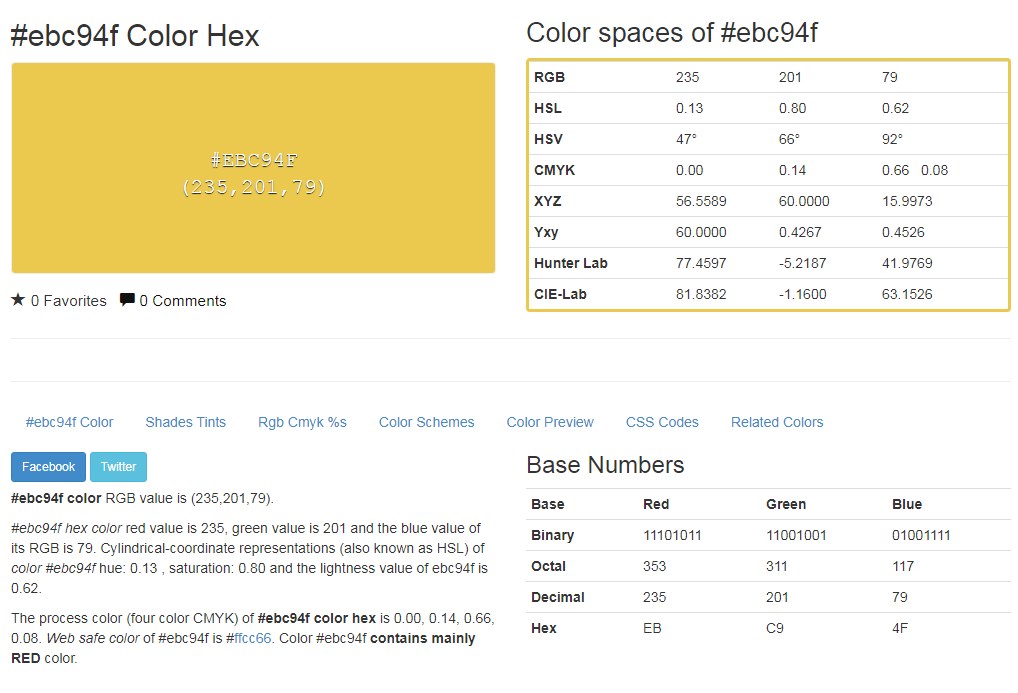 #ebc94f Color Hex
#EBC94F
(235,201,79)
0 Favorites 0 Comments
Color spaces of #ebc94f
RGB 235 201 79
HSL 0.13 0.80 0.62
HSV 47° 66° 92°
CMYK 0.00 0.14 0.66 0.08
XYZ 56.5589 60.0000 15.9973
Yxy 60.0000 0.4267 0.4526
Hunter Lab 77.4597 -5.2187 41.9769
CIE-Lab 81.8382 -1.1600 63.1526
#ebc94f Color Shades Tints Rgb Cmyk %s Color Schemes Color Preview CSS Codes Related Colors
Facebook Twitter
#ebc94f color RGB value is (235,201,79).
#ebc94f hex color red value is 235, green value is 201 and the blue value of
its RGB is 79. Cylindrical-coordinate representations (also known as HSL) of
color #ebc94f hue: 0.13 , saturation: 0.80 and the lightness value of ebc94f is
0.62.
The process color (four color CMYK) of #ebc94f color hex is 0.00, 0.14, 0.66,
0.08. Web safe color of #ebc94f is #ffcc66. Color #ebc94f contains mainly
RED color.
Base Numbers
Base Red Green Blue
Binary 11101011 11001001 01001111
Octal 353 311 117
Decimal 235 201 79
Hex EB C9 4F